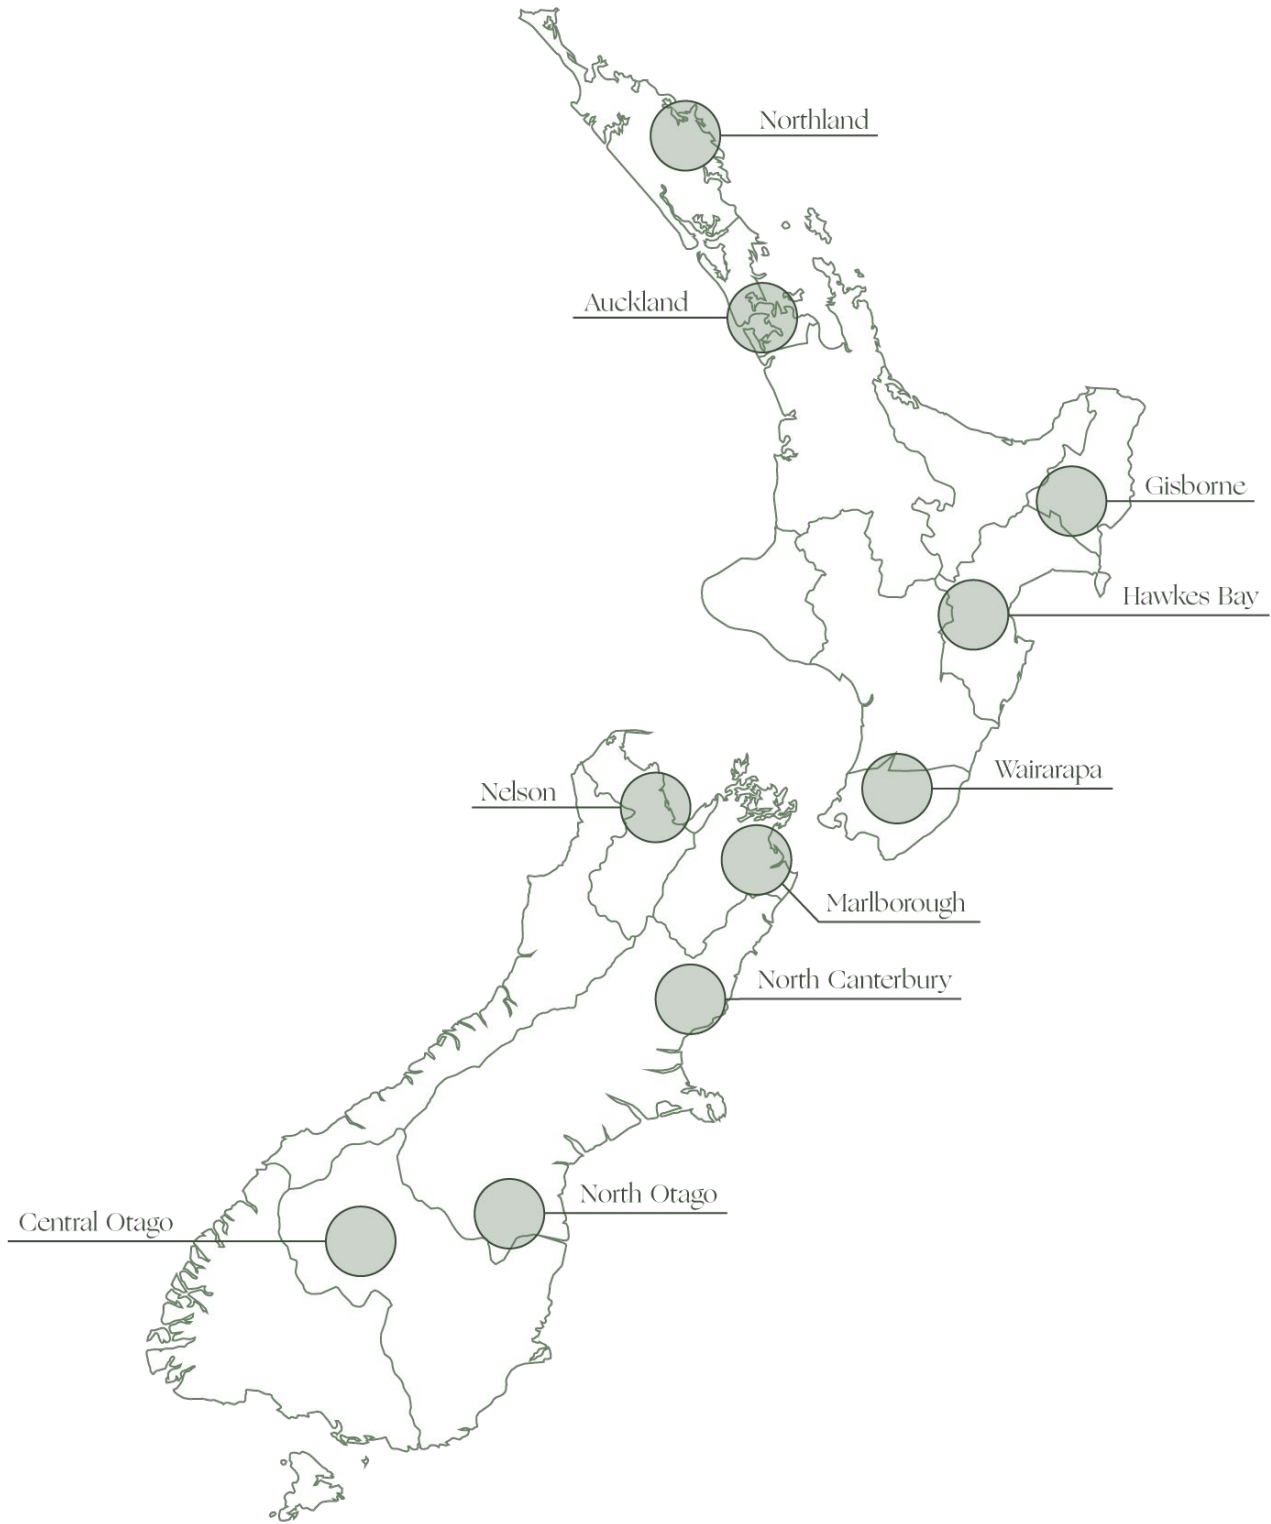 Northland
Auckland
Gisborne
Hawkes Bay
Wairarapa
Nelson
Marlborough
North Canterbury
North Otago
Central Otago